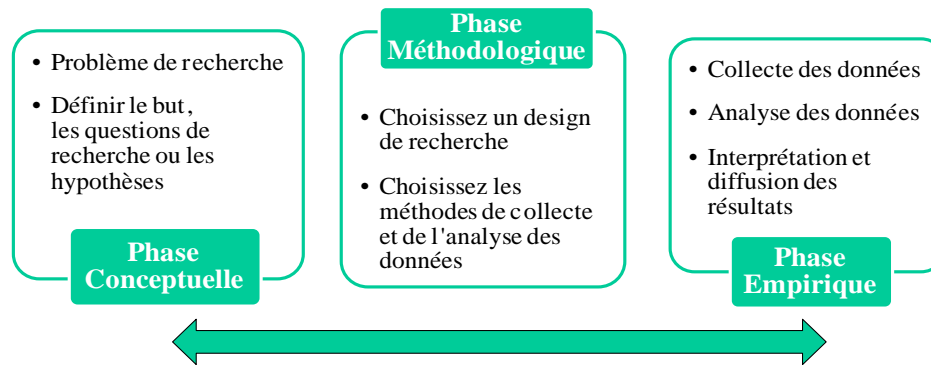 • Problème de recherche
• Définir le but,
les questions de
recherche ou les
hypothèses
Phase
Conceptuelle
Phase
Méthodologique
• Choisissez un design
de recherche
• Choisissez les
méthodes de collecte
et de l'analyse des
données
• Collecte des données
• Analyse des données
• Interprétation et
diffusion des
résultats
Phase
Empirique